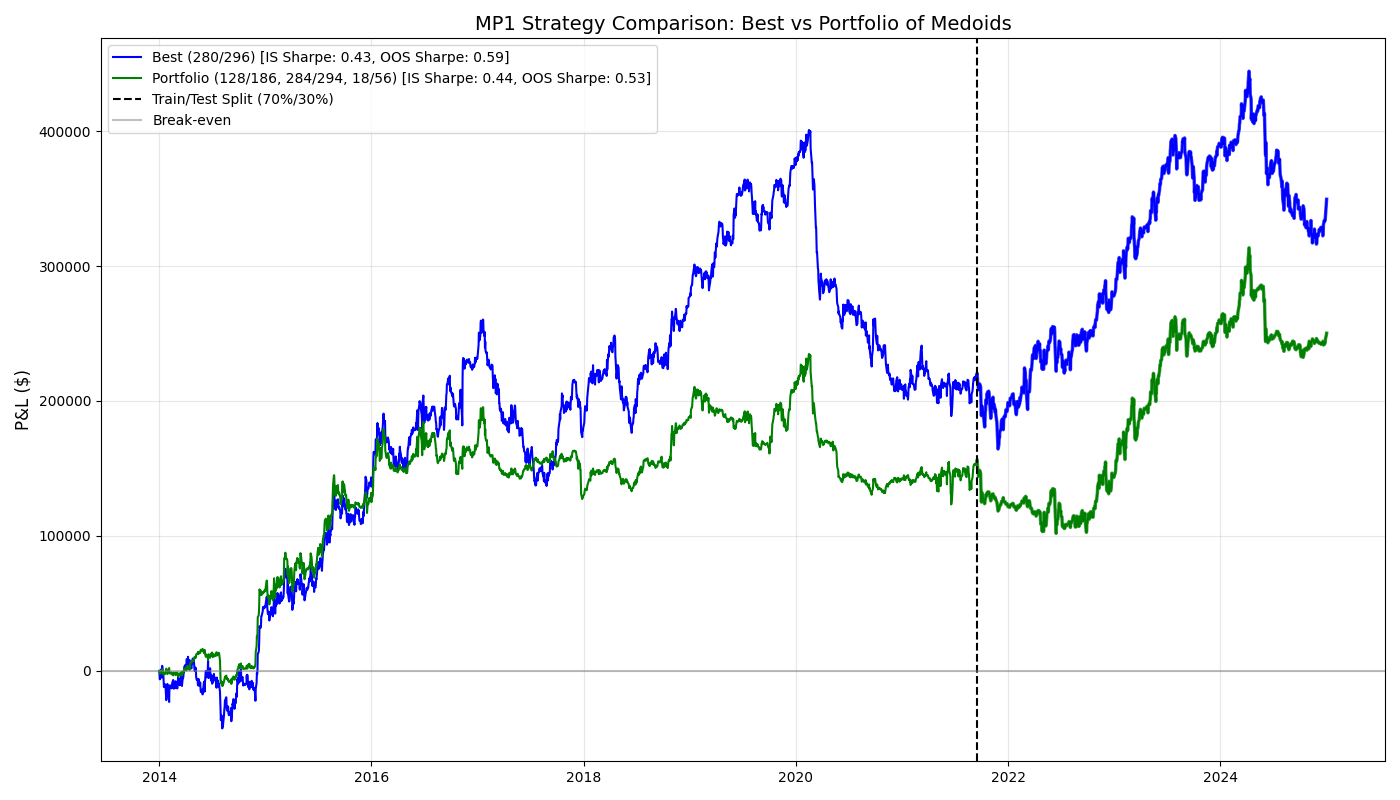 MP1 Strategy Comparison: Best vs Portfolio of Medoids
Best (280/296) [IS Sharpe: 0.43, OOS Sharpe: 0.59]
Portfolio (128/186, 284/294, 18/56) [IS Sharpe: 0.44, OOS Sharpe: 0.53]
Train/Test Split (70%/30%)
Break-even
P&L ($)
400000
300000
200000
100000
0
2014
2016
2018
2020
2022
2024